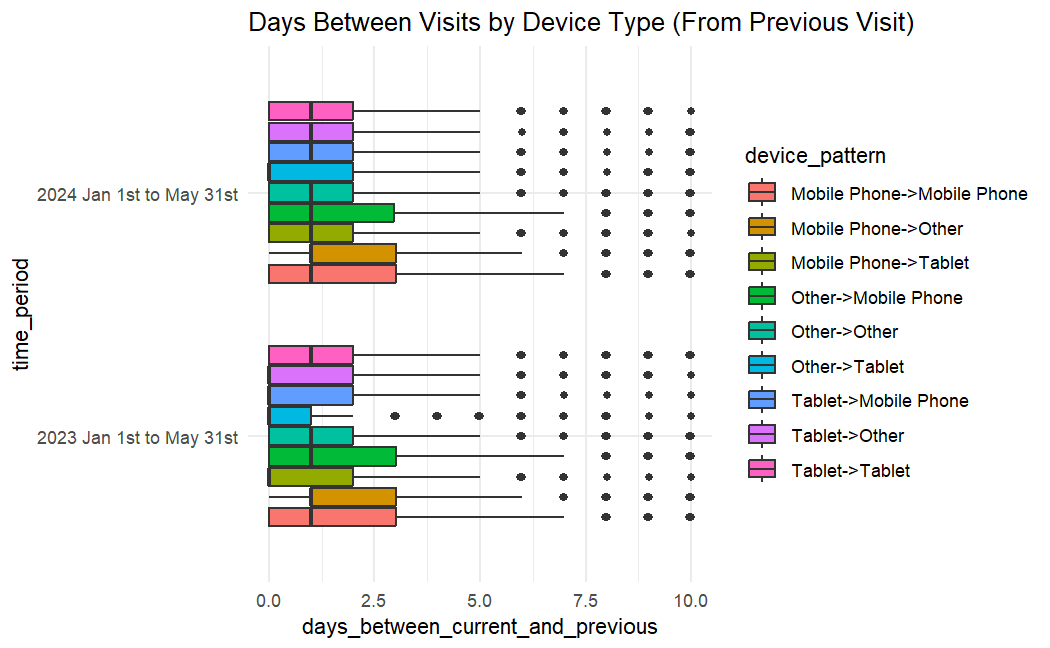 Days Between Visits by Device Type (From Previous Visit)
time_period
2024 Jan 1st to May 31st
2023 Jan 1st to May 31st
0.0 2.5 5.0 7.5 10.0
days_between_current_and_previous
device_pattern
Mobile Phone->Mobile Phone
Mobile Phone->Other
Mobile Phone->Tablet
Other->Mobile Phone
Other->Other
Other->Tablet
Tablet->Mobile Phone
Tablet->Other
Tablet->Tablet